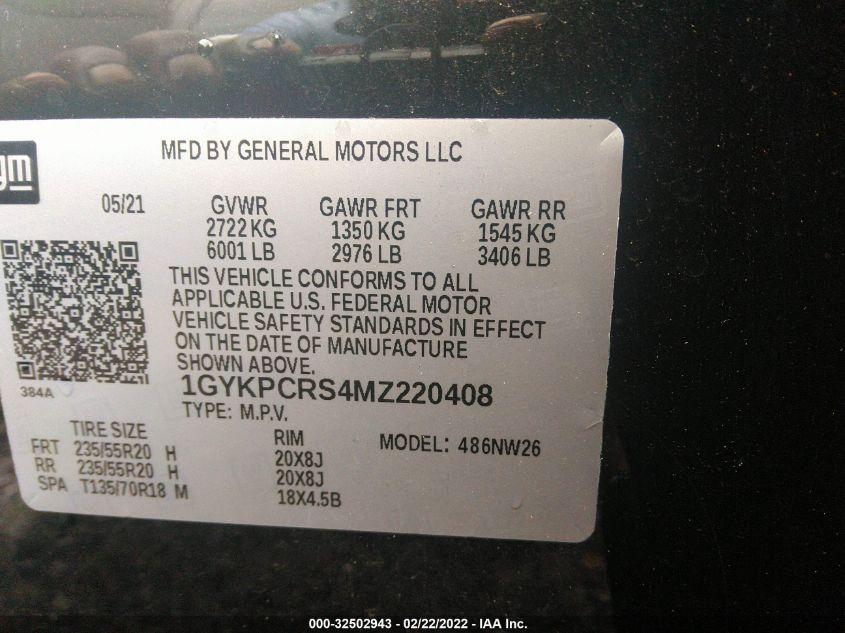 MFD BY GENERAL MOTORS LLC
gm
05/21 GVWR GAWR FRT GAWR RR
2722 KG 1350 KG 1545 KG
6001 LB 2976 LB 3406 LB
THIS VEHICLE CONFORMS TO ALL
APPLICABLE U.S. FEDERAL MOTOR
VEHICLE SAFETY STANDARDS IN EFFECT
ON THE DATE OF MANUFACTURE
SHOWN ABOVE.
384A
1GYKPCRS4MZ220408
TYPE: M.P.V.
TIRE SIZE RIM MODEL: 486NW26
FRT 235/55R20 H 20X8J
RR 235/55R20 H 20X8J
SPA T135/70R18 M 18X4.5B
000-32502943 - 02/22/2022 - IAA Inc.